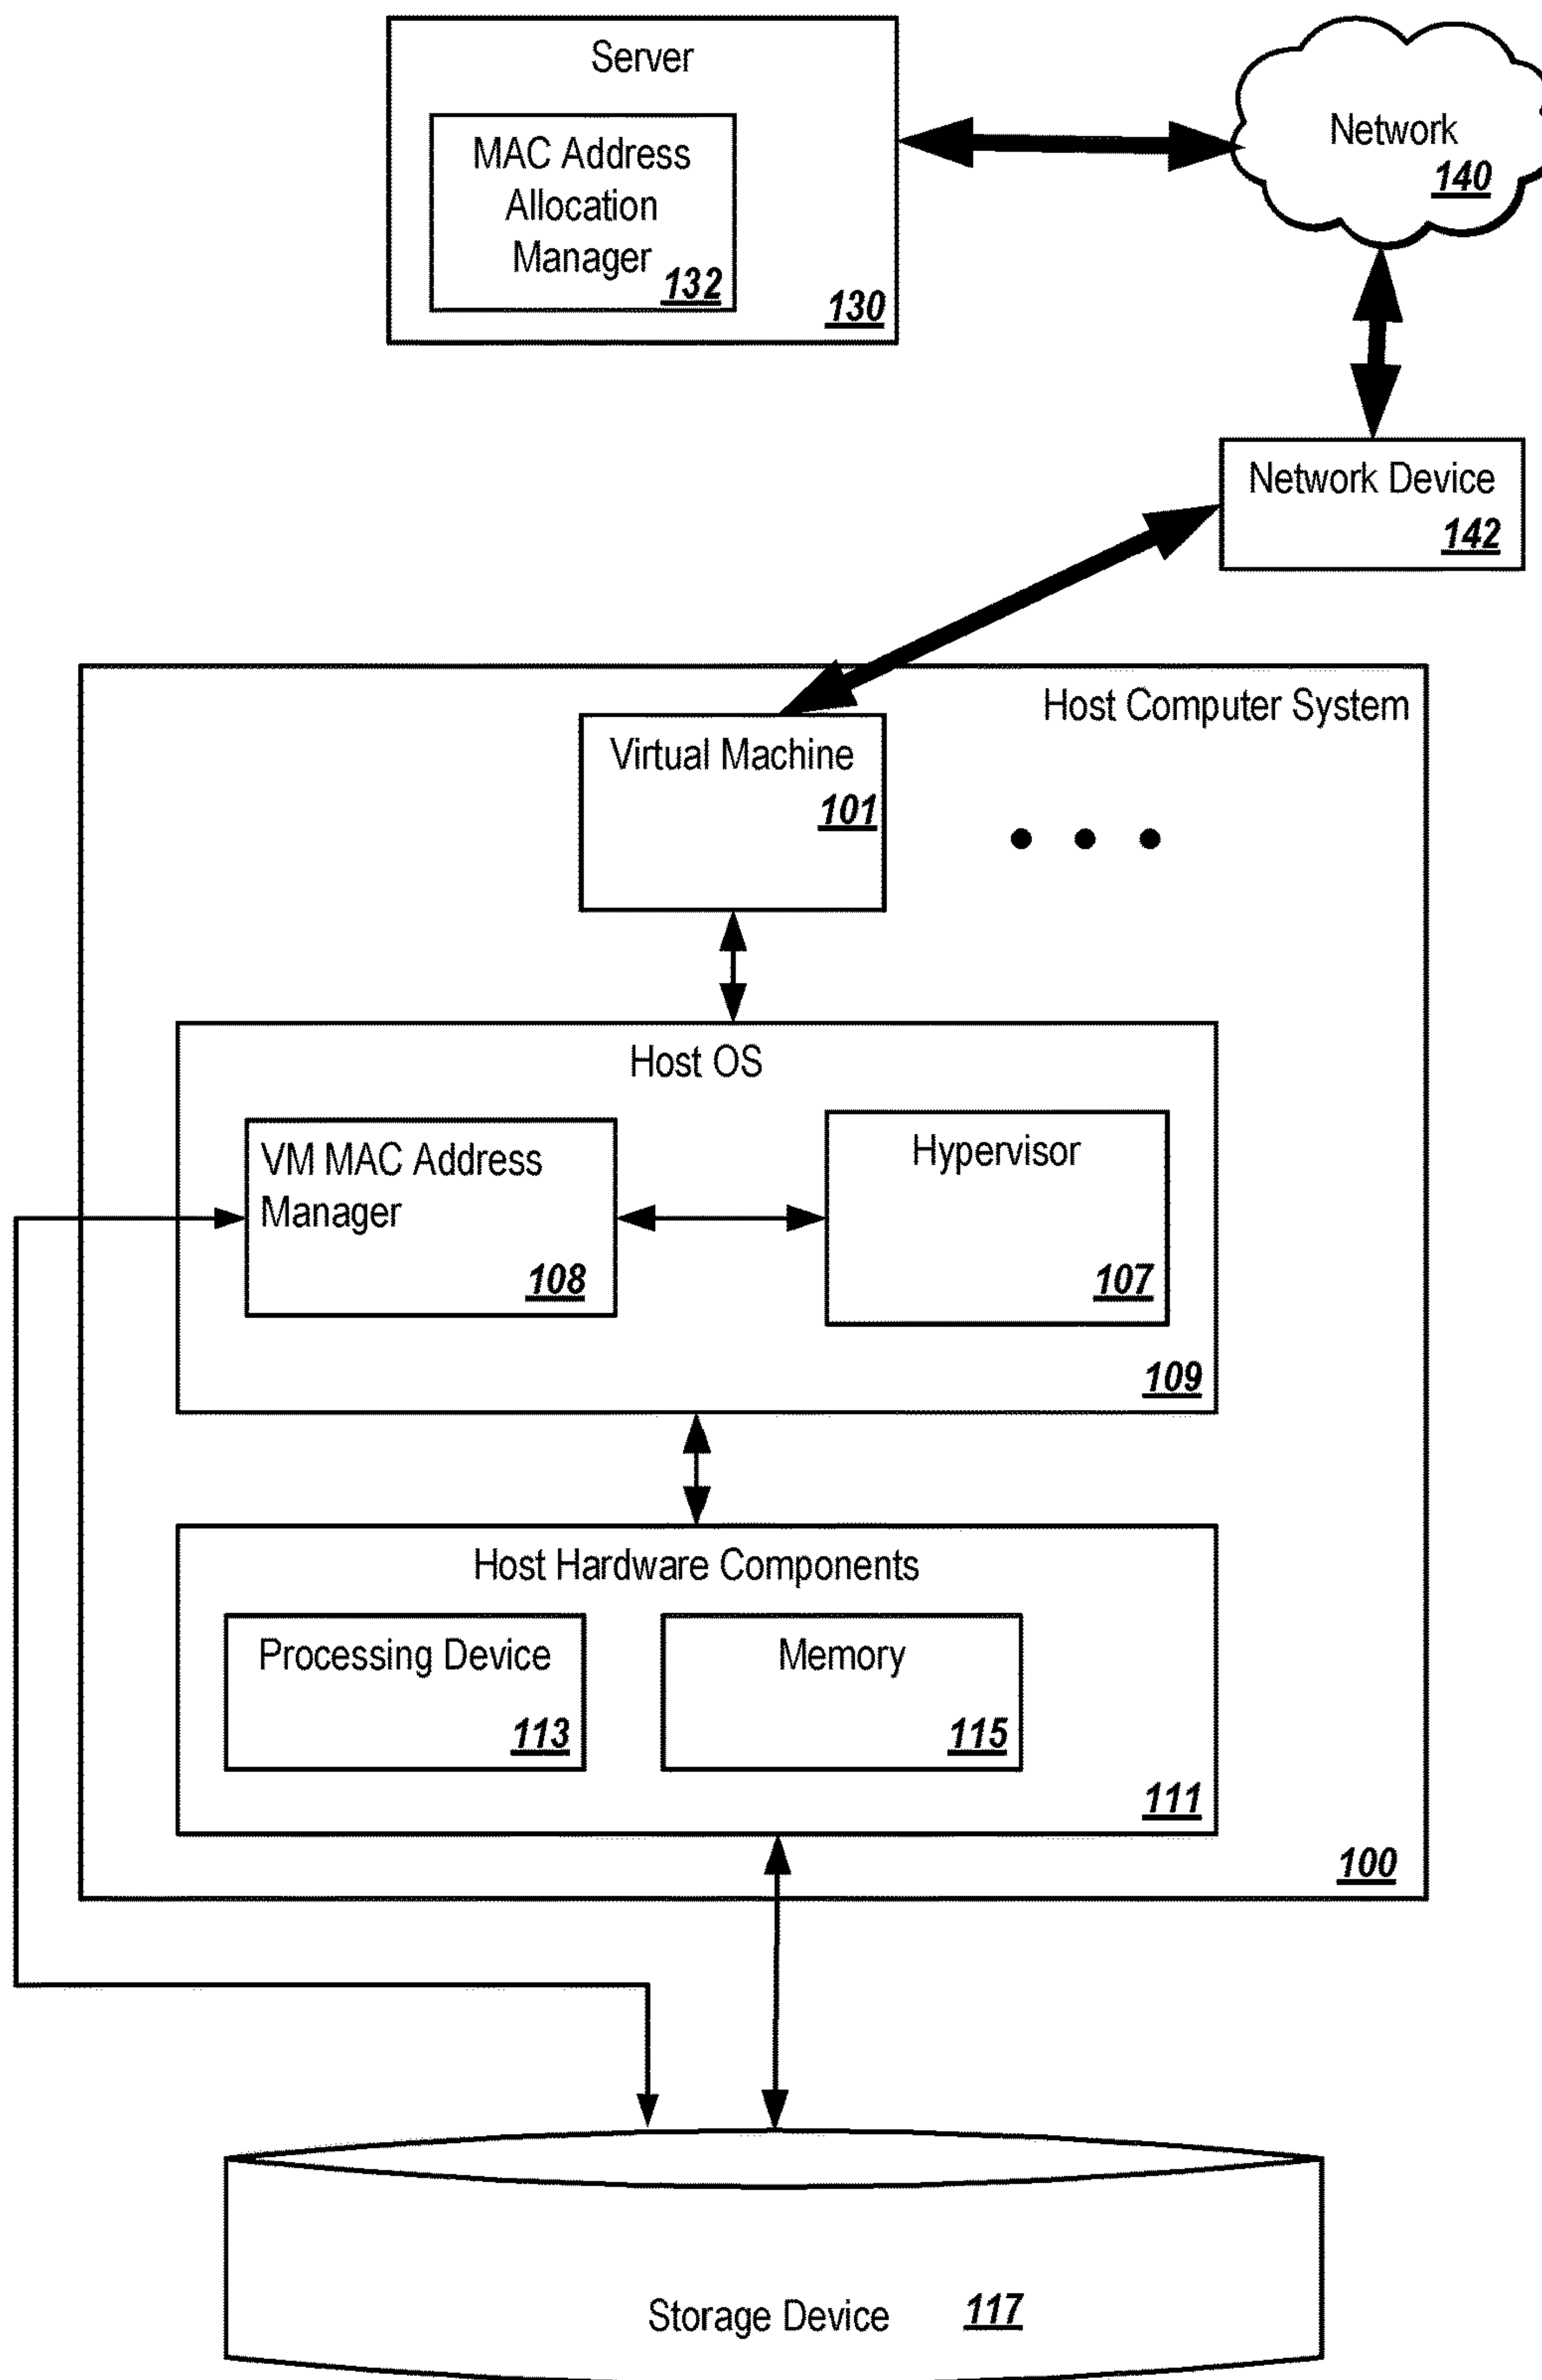 Server
MAC Address
Allocation
Manager
132
130
Network
140
Network Device
142
Host Computer System
Virtual Machine
101
Host OS
VM MAC Address
Manager
108
Hypervisor
107
109
Host Hardware Components
Processing Device
113
Memory
115
111
100
Storage Device 117